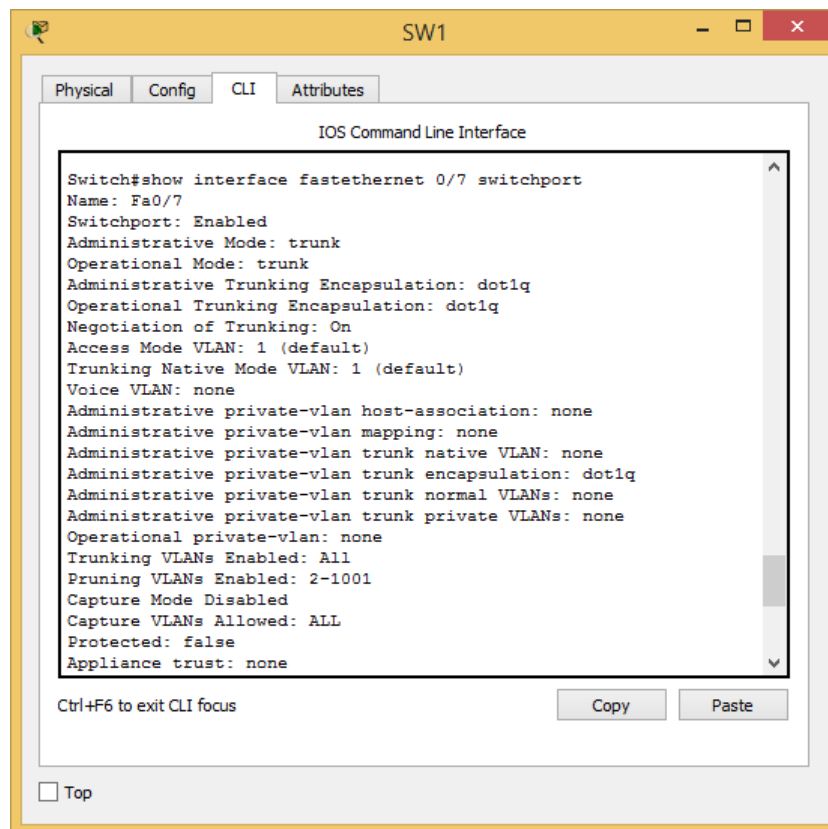 SW1
Physical Config CLI Attributes
IOS Command Line Interface
Switch#show interface fastethernet 0/7 switchport
Name: Fa0/7
Switchport: Enabled
Administrative Mode: trunk
Operational Mode: trunk
Administrative Trunking Encapsulation: dot1q
Operational Trunking Encapsulation: dot1q
Negotiation of Trunking: On
Access Mode VLAN: 1 (default)
Trunking Native Mode VLAN: 1 (default)
Voice VLAN: none
Administrative private-vlan host-association: none
Administrative private-vlan mapping: none
Administrative private-vlan trunk native VLAN: none
Administrative private-vlan trunk encapsulation: dot1q
Administrative private-vlan trunk normal VLANs: none
Administrative private-vlan trunk private VLANs: none
Operational private-vlan: none
Trunking VLANs Enabled: All
Pruning VLANs Enabled: 2-1001
Capture Mode Disabled
Capture VLANs Allowed: ALL
Protected: false
Appliance trust: none
Ctrl+F6 to exit CLI focus
Copy Paste
Top